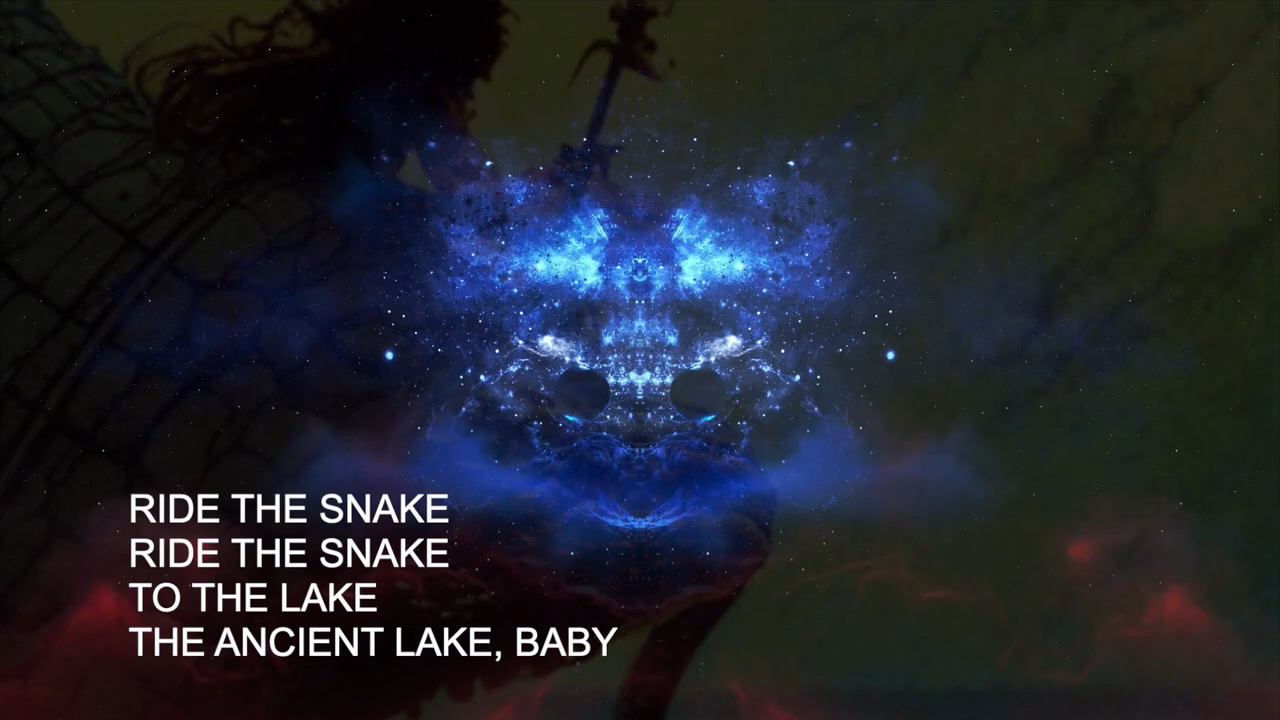 RIDE THE SNAKE
RIDE THE SNAKE
TO THE LAKE
THE ANCIENT LAKE, BABY